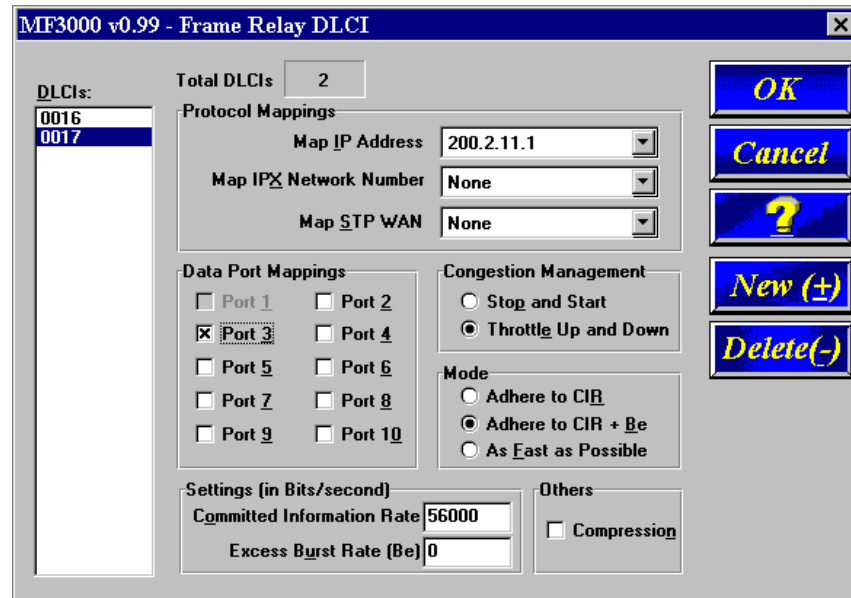 MF3000 v0.99 - Frame Relay DLCI
DLCIs:
0016
0017
Total DLCIs 2
Protocol Mappings
Map IP Address 200.2.11.1
Map IPX Network Number None
Map STP WAN None
Data Port Mappings
Port 1 Port 2
Port 3 Port 4
Port 5 Port 6
Port 7 Port 8
Port 9 Port 10
Congestion Management
Stop and Start
Throttle Up and Down
Mode
Adhere to CIR
Adhere to CIR + Be
As Fast as Possible
Settings (in Bits/second)
Committed Information Rate 56000
Excess Burst Rate (Be) 0
Others
Compression
OK
Cancel
?
New (+)
Delete(-)